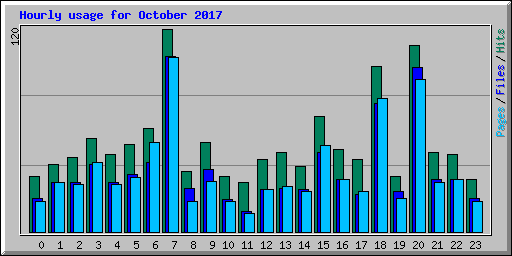 Hourly usage for October 2017
120
Pages / Files / Hits
0 1 2 3 4 5 6 7 8 9 10 11 12 13 14 15 16 17 18 19 20 21 22 23